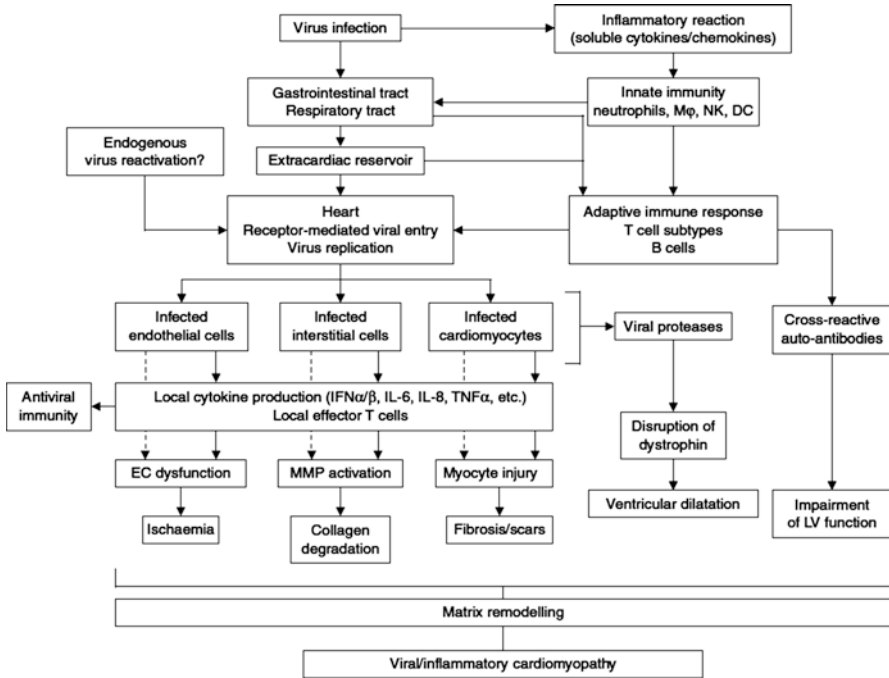 Virus infection
Inflammatory reaction
(soluble cytokines/chemokines)
Gastrointestinal tract
Respiratory tract
Innate immunity
neutrophils, Mφ, NK, DC
Endogenous
virus reactivation?
Extracardiac reservoir
Heart
Receptor-mediated viral entry
Virus replication
Adaptive immune response
T cell subtypes
B cells
Infected
endothelial cells
Infected
interstitial cells
Infected
cardiomyocytes
Viral proteases
Cross-reactive
auto-antibodies
Antiviral
immunity
Local cytokine production (IFNα/β, IL-6, IL-8, TNFα, etc.)
Local effector T cells
Disruption of
dystrophin
EC dysfunction
MMP activation
Myocyte injury
Ventricular dilatation
Impairment
of LV function
Ischaemia
Collagen
degradation
Fibrosis/scars
Matrix remodelling
Viral/inflammatory cardiomyopathy